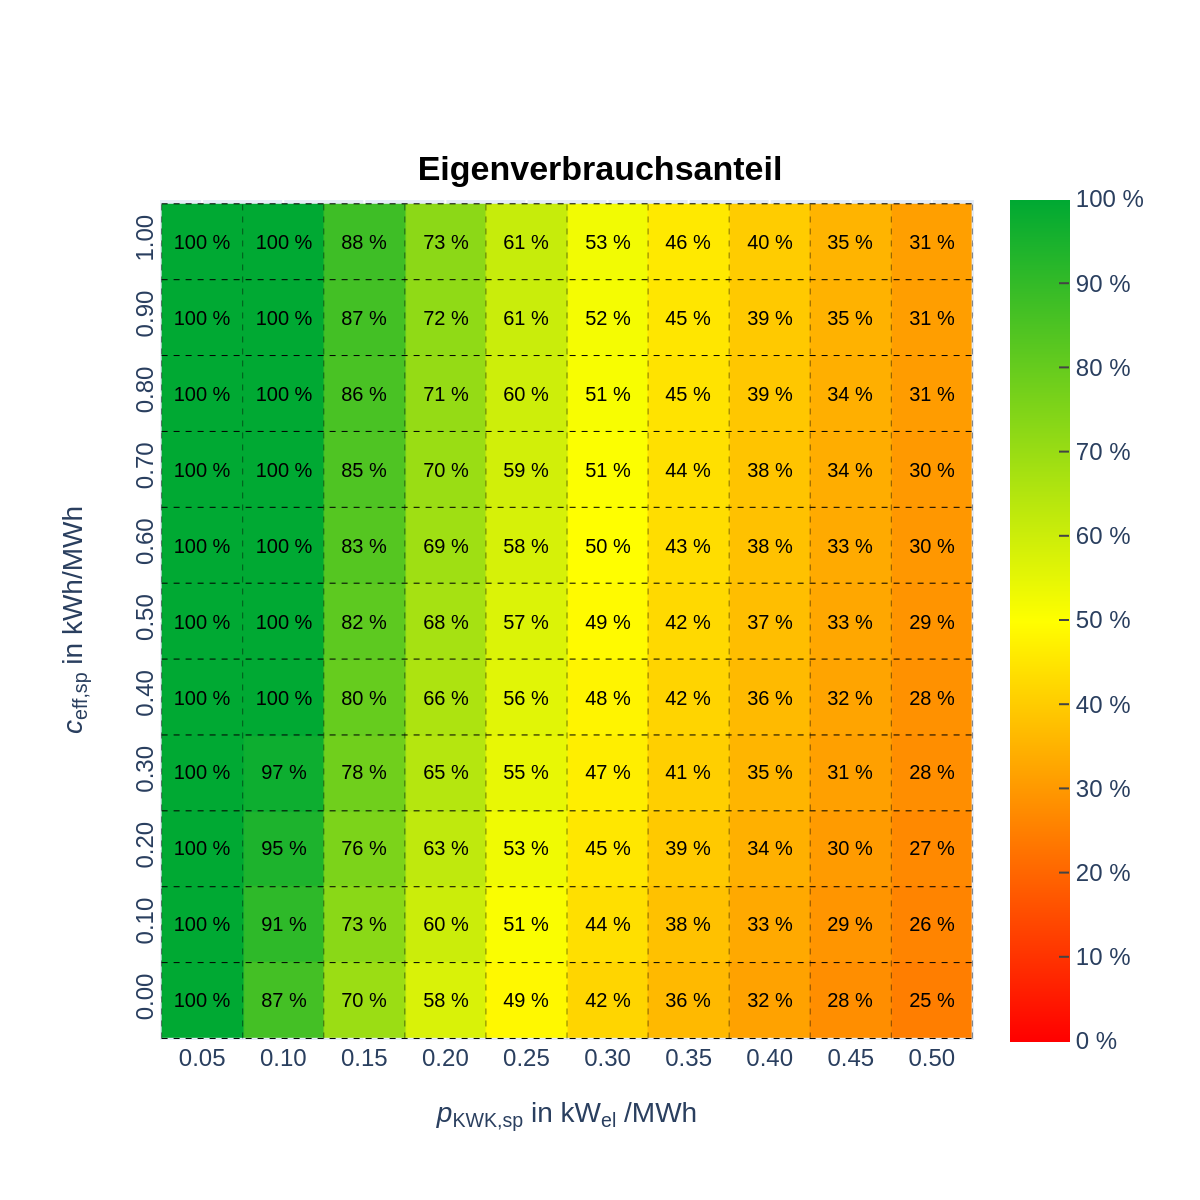 Eigenverbrauchsanteil
1.00 100 % 100 % 88 % 73 % 61 % 53 % 46 % 40 % 35 % 31 %
0.90 100 % 100 % 87 % 72 % 61 % 52 % 45 % 39 % 35 % 31 %
0.80 100 % 100 % 86 % 71 % 60 % 51 % 45 % 39 % 34 % 31 %
0.70 100 % 100 % 85 % 70 % 59 % 51 % 44 % 38 % 34 % 30 %
0.60 100 % 100 % 83 % 69 % 58 % 50 % 43 % 38 % 33 % 30 %
0.50 100 % 100 % 82 % 68 % 57 % 49 % 42 % 37 % 33 % 29 %
0.40 100 % 100 % 80 % 66 % 56 % 48 % 42 % 36 % 32 % 28 %
0.30 100 % 97 % 78 % 65 % 55 % 47 % 41 % 35 % 31 % 28 %
0.20 100 % 95 % 76 % 63 % 53 % 45 % 39 % 34 % 30 % 27 %
0.10 100 % 91 % 73 % 60 % 51 % 44 % 38 % 33 % 29 % 26 %
0.00 100 % 87 % 70 % 58 % 49 % 42 % 36 % 32 % 28 % 25 %
0.05 0.10 0.15 0.20 0.25 0.30 0.35 0.40 0.45 0.50
pKWK,sp in kWel /MWh
ceff,sp in kWh/MWh
100 %
90 %
80 %
70 %
60 %
50 %
40 %
30 %
20 %
10 %
0 %